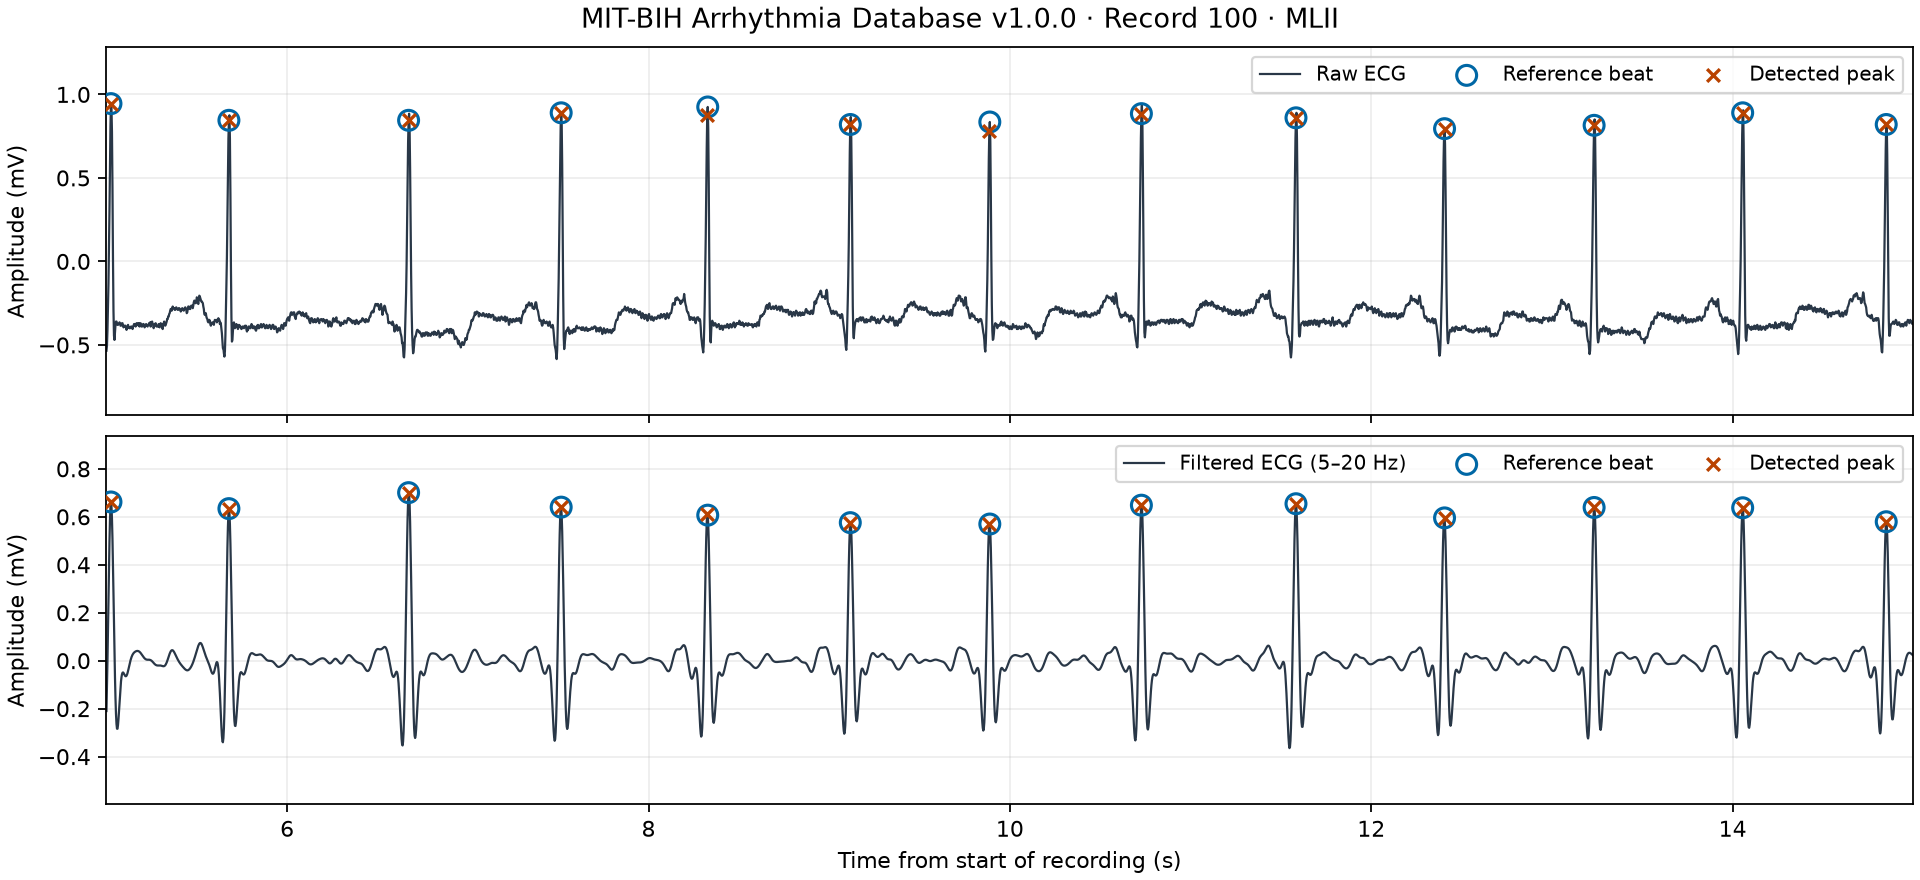 MIT-BIH Arrhythmia Database v1.0.0 · Record 100 · MLII
Raw ECG Reference beat Detected peak
Amplitude (mV)
1.0
0.5
0.0
−0.5
Filtered ECG (5–20 Hz) Reference beat Detected peak
Amplitude (mV)
0.8
0.6
0.4
0.2
0.0
−0.2
−0.4
6 8 10 12 14
Time from start of recording (s)